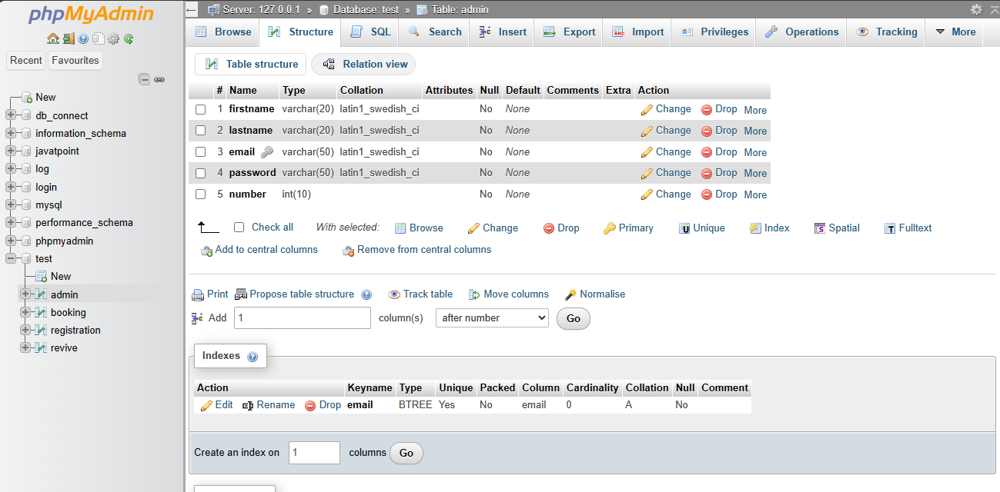 phpMyAdmin
Recent Favourites
New
db_connect
information_schema
javatpoint
log
login
mysql
performance_schema
phpmyadmin
test
New
admin
booking
registration
revive
Server: 127.0.0.1 » Database: test » Table: admin
Browse Structure SQL Search Insert Export Import Privileges Operations Tracking More
Table structure Relation view
# Name Type Collation Attributes Null Default Comments Extra Action
1 firstname varchar(20) latin1_swedish_ci No None Change Drop More
2 lastname varchar(20) latin1_swedish_ci No None Change Drop More
3 email varchar(50) latin1_swedish_ci No None Change Drop More
4 password varchar(50) latin1_swedish_ci No None Change Drop More
5 number int(10) No None Change Drop More
Check all With selected: Browse Change Drop Primary Unique Index Spatial Fulltext
Add to central columns Remove from central columns
Print Propose table structure Track table Move columns Normalise
Add 1 column(s) after number Go
Indexes
Action Keyname Type Unique Packed Column Cardinality Collation Null Comment
Edit Rename Drop email BTREE Yes No email 0 A No
Create an index on 1 columns Go